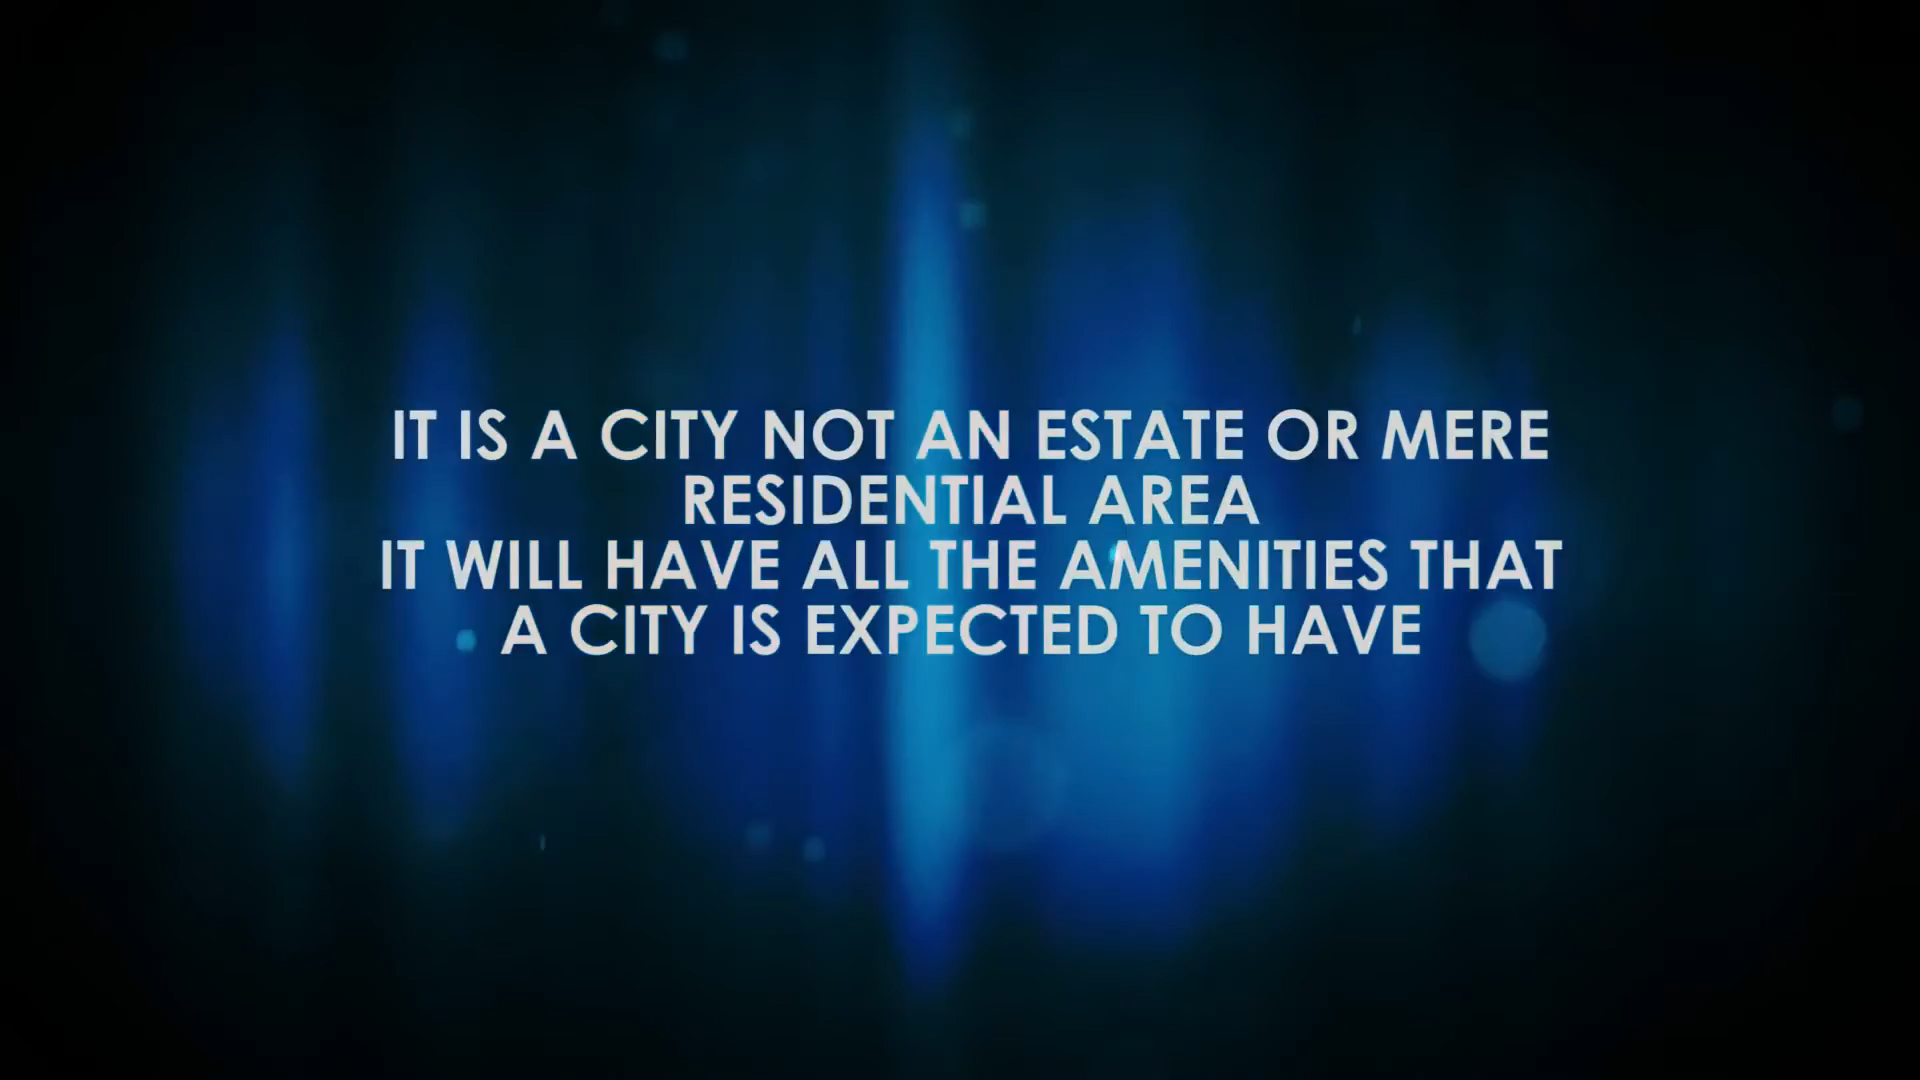 IT IS A CITY NOT AN ESTATE OR MERE
RESIDENTIAL AREA
IT WILL HAVE ALL THE AMENITIES THAT
A CITY IS EXPECTED TO HAVE